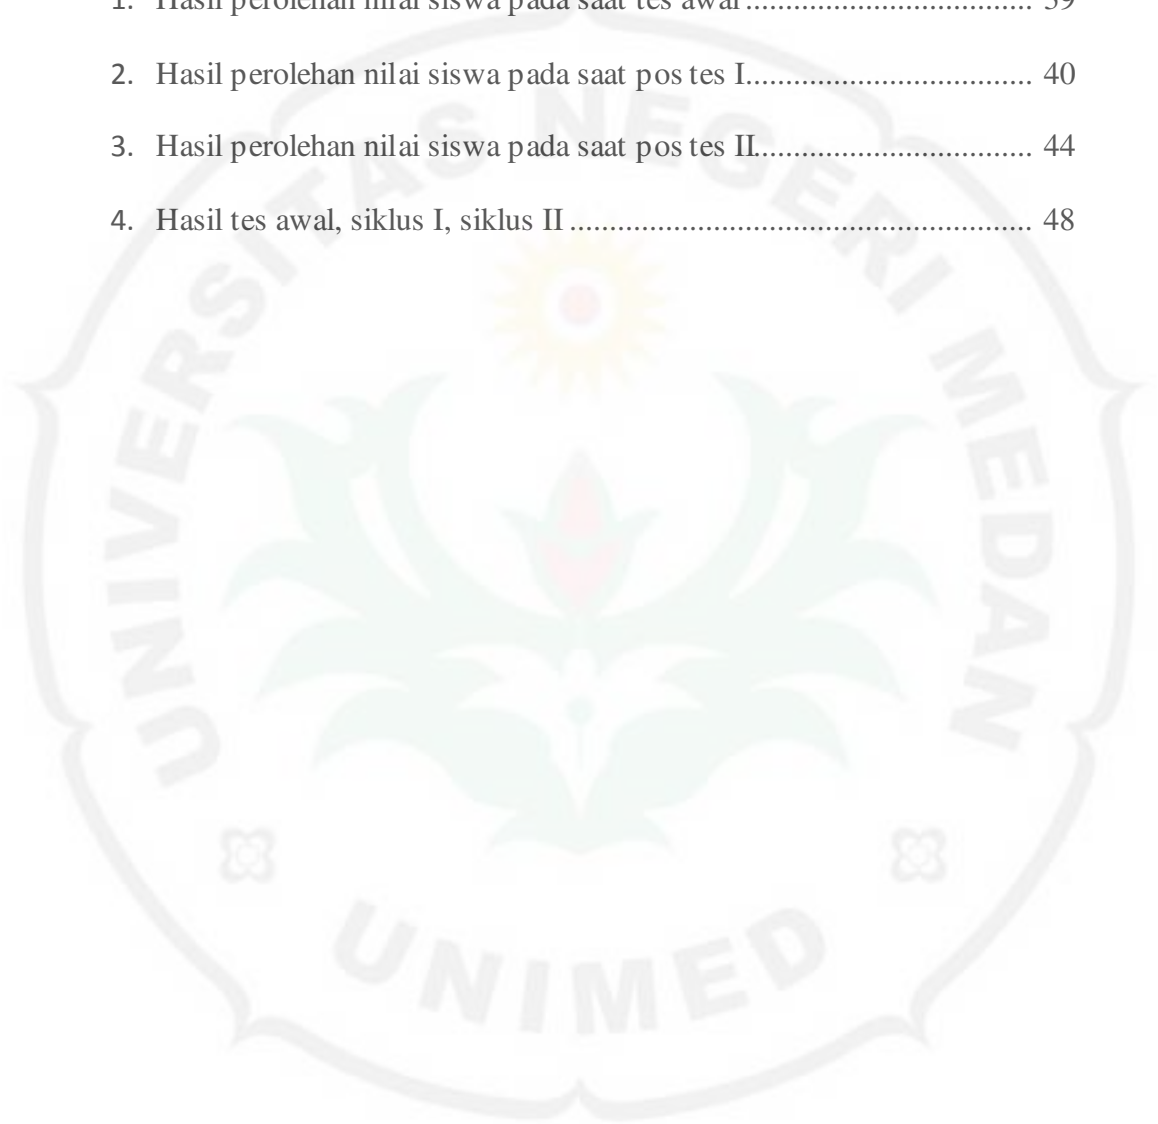 1. Hasil perolehan nilai siswa pada saat tes awal.................................... 39
2. Hasil perolehan nilai siswa pada saat pos tes I.................................... 40
3. Hasil perolehan nilai siswa pada saat pos tes II................................... 44
4. Hasil tes awal, siklus I, siklus II.......................................................... 48
UNIVERSITAS NEGERI MEDAN
UNIMED